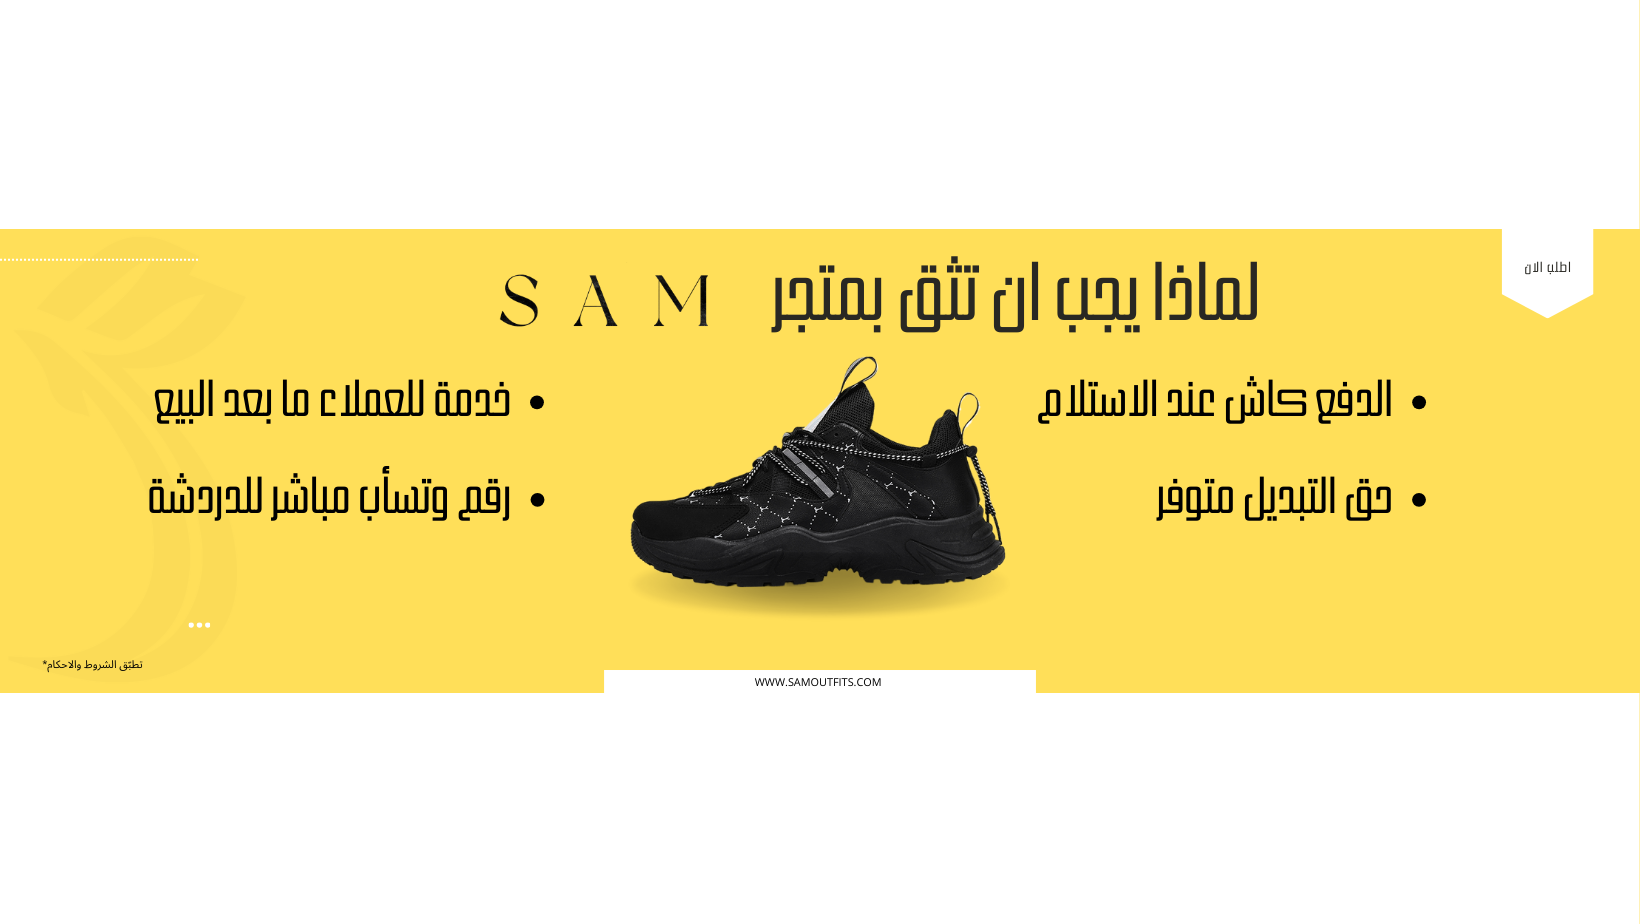 اطلب الان
لماذا يجب ان تثق بمتجر SAM
الدفع كاش عند الاستلام
حق التبديل متوفر
خدمة للعملاء ما بعد البيع
رقم وتسأب مباشر للدردشة
تطبّق الشروط والاحكام*
WWW.SAMOUTFITS.COM